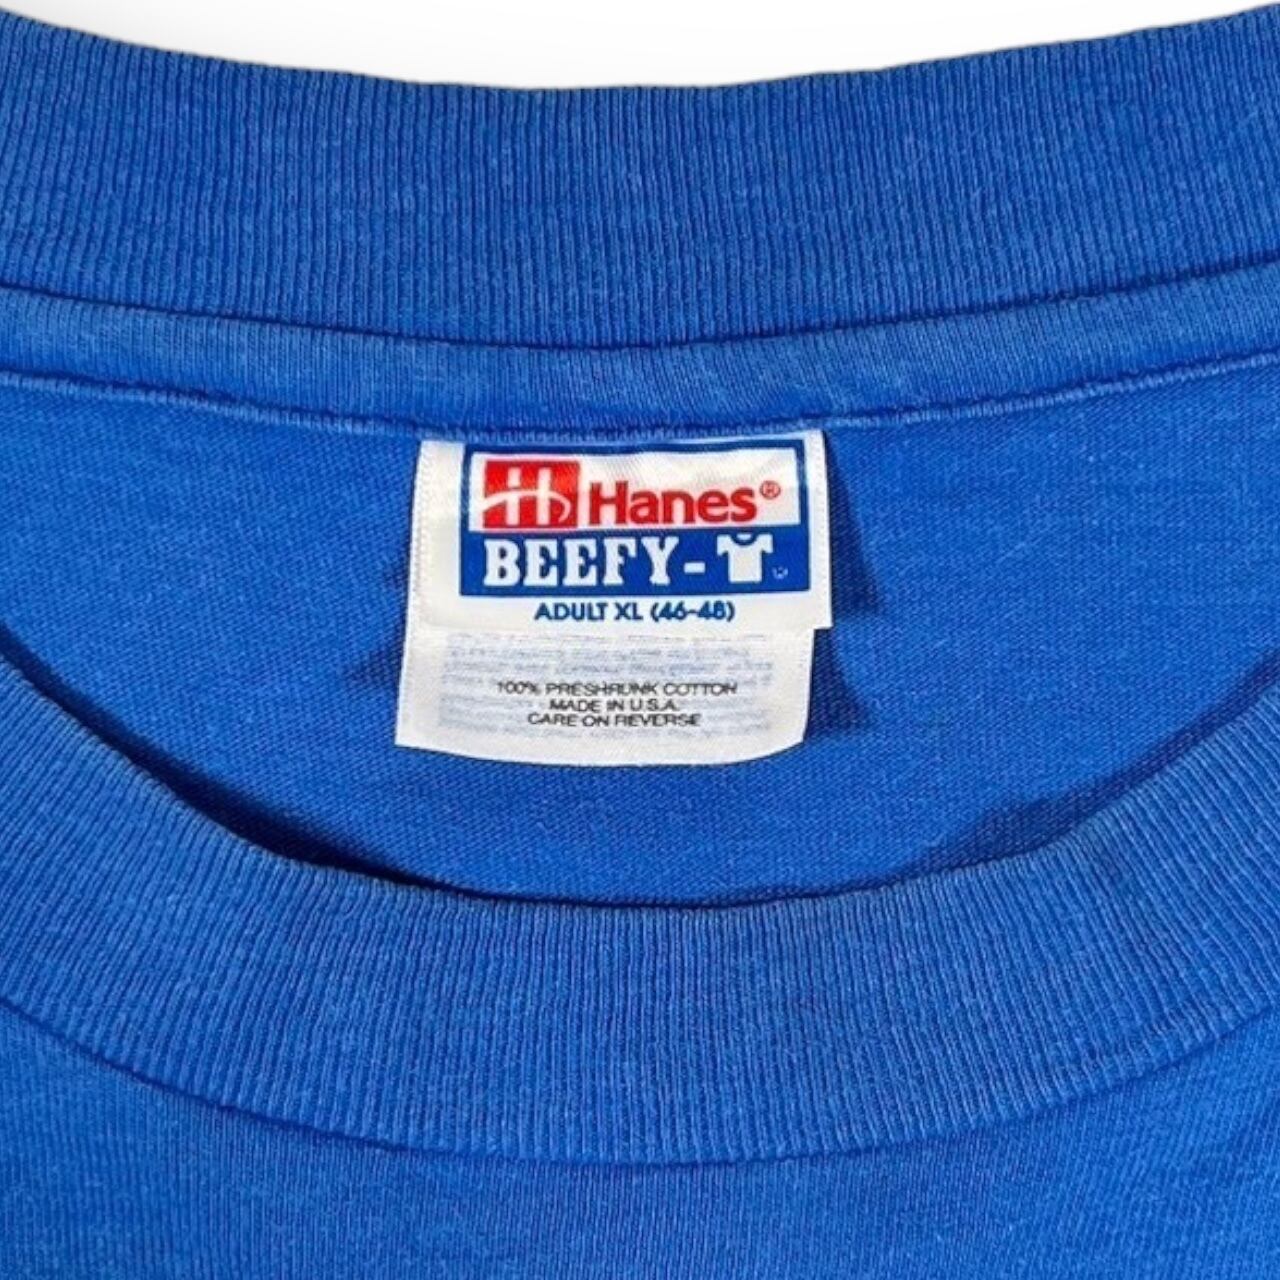 Hanes®
BEEFY-T
ADULT XL (46-48)
100% PRESHRUNK COTTON
MADE IN U.S.A.
CARE ON REVERSE